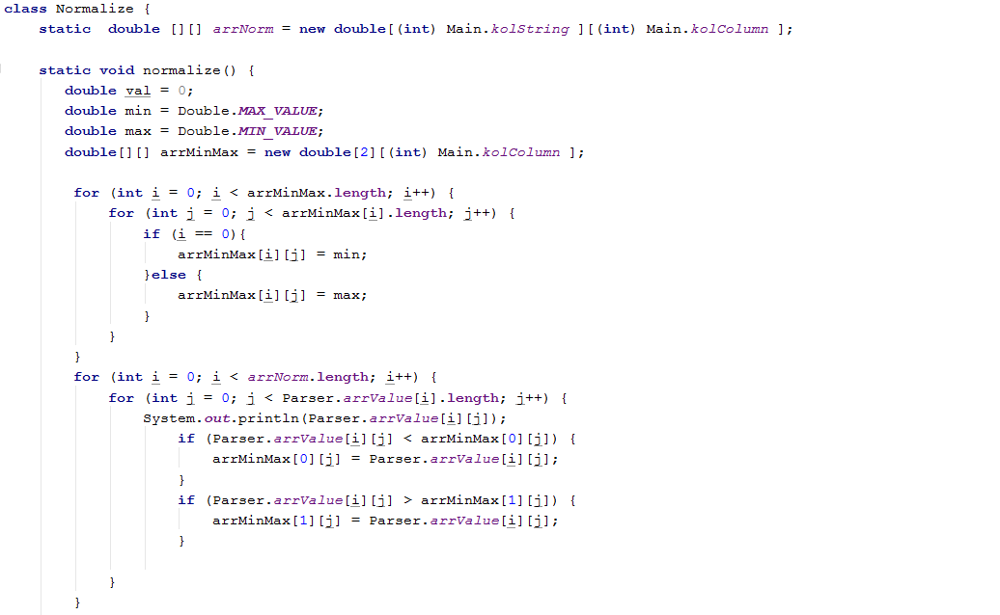 class Normalize {
static double [][] arrNorm = new double[(int) Main.kolString ][(int) Main.kolColumn ];
static void normalize() {
double val = 0;
double min = Double.MAX_VALUE;
double max = Double.MIN_VALUE;
double[][] arrMinMax = new double[2][(int) Main.kolColumn ];
for (int i = 0; i < arrMinMax.length; i++) {
for (int j = 0; j < arrMinMax[i].length; j++) {
if (i == 0){
arrMinMax[i][j] = min;
}else {
arrMinMax[i][j] = max;
}
}
}
for (int i = 0; i < arrNorm.length; i++) {
for (int j = 0; j < Parser.arrValue[i].length; j++) {
System.out.println(Parser.arrValue[i][j]);
if (Parser.arrValue[i][j] < arrMinMax[0][j]) {
arrMinMax[0][j] = Parser.arrValue[i][j];
}
if (Parser.arrValue[i][j] > arrMinMax[1][j]) {
arrMinMax[1][j] = Parser.arrValue[i][j];
}
}
}